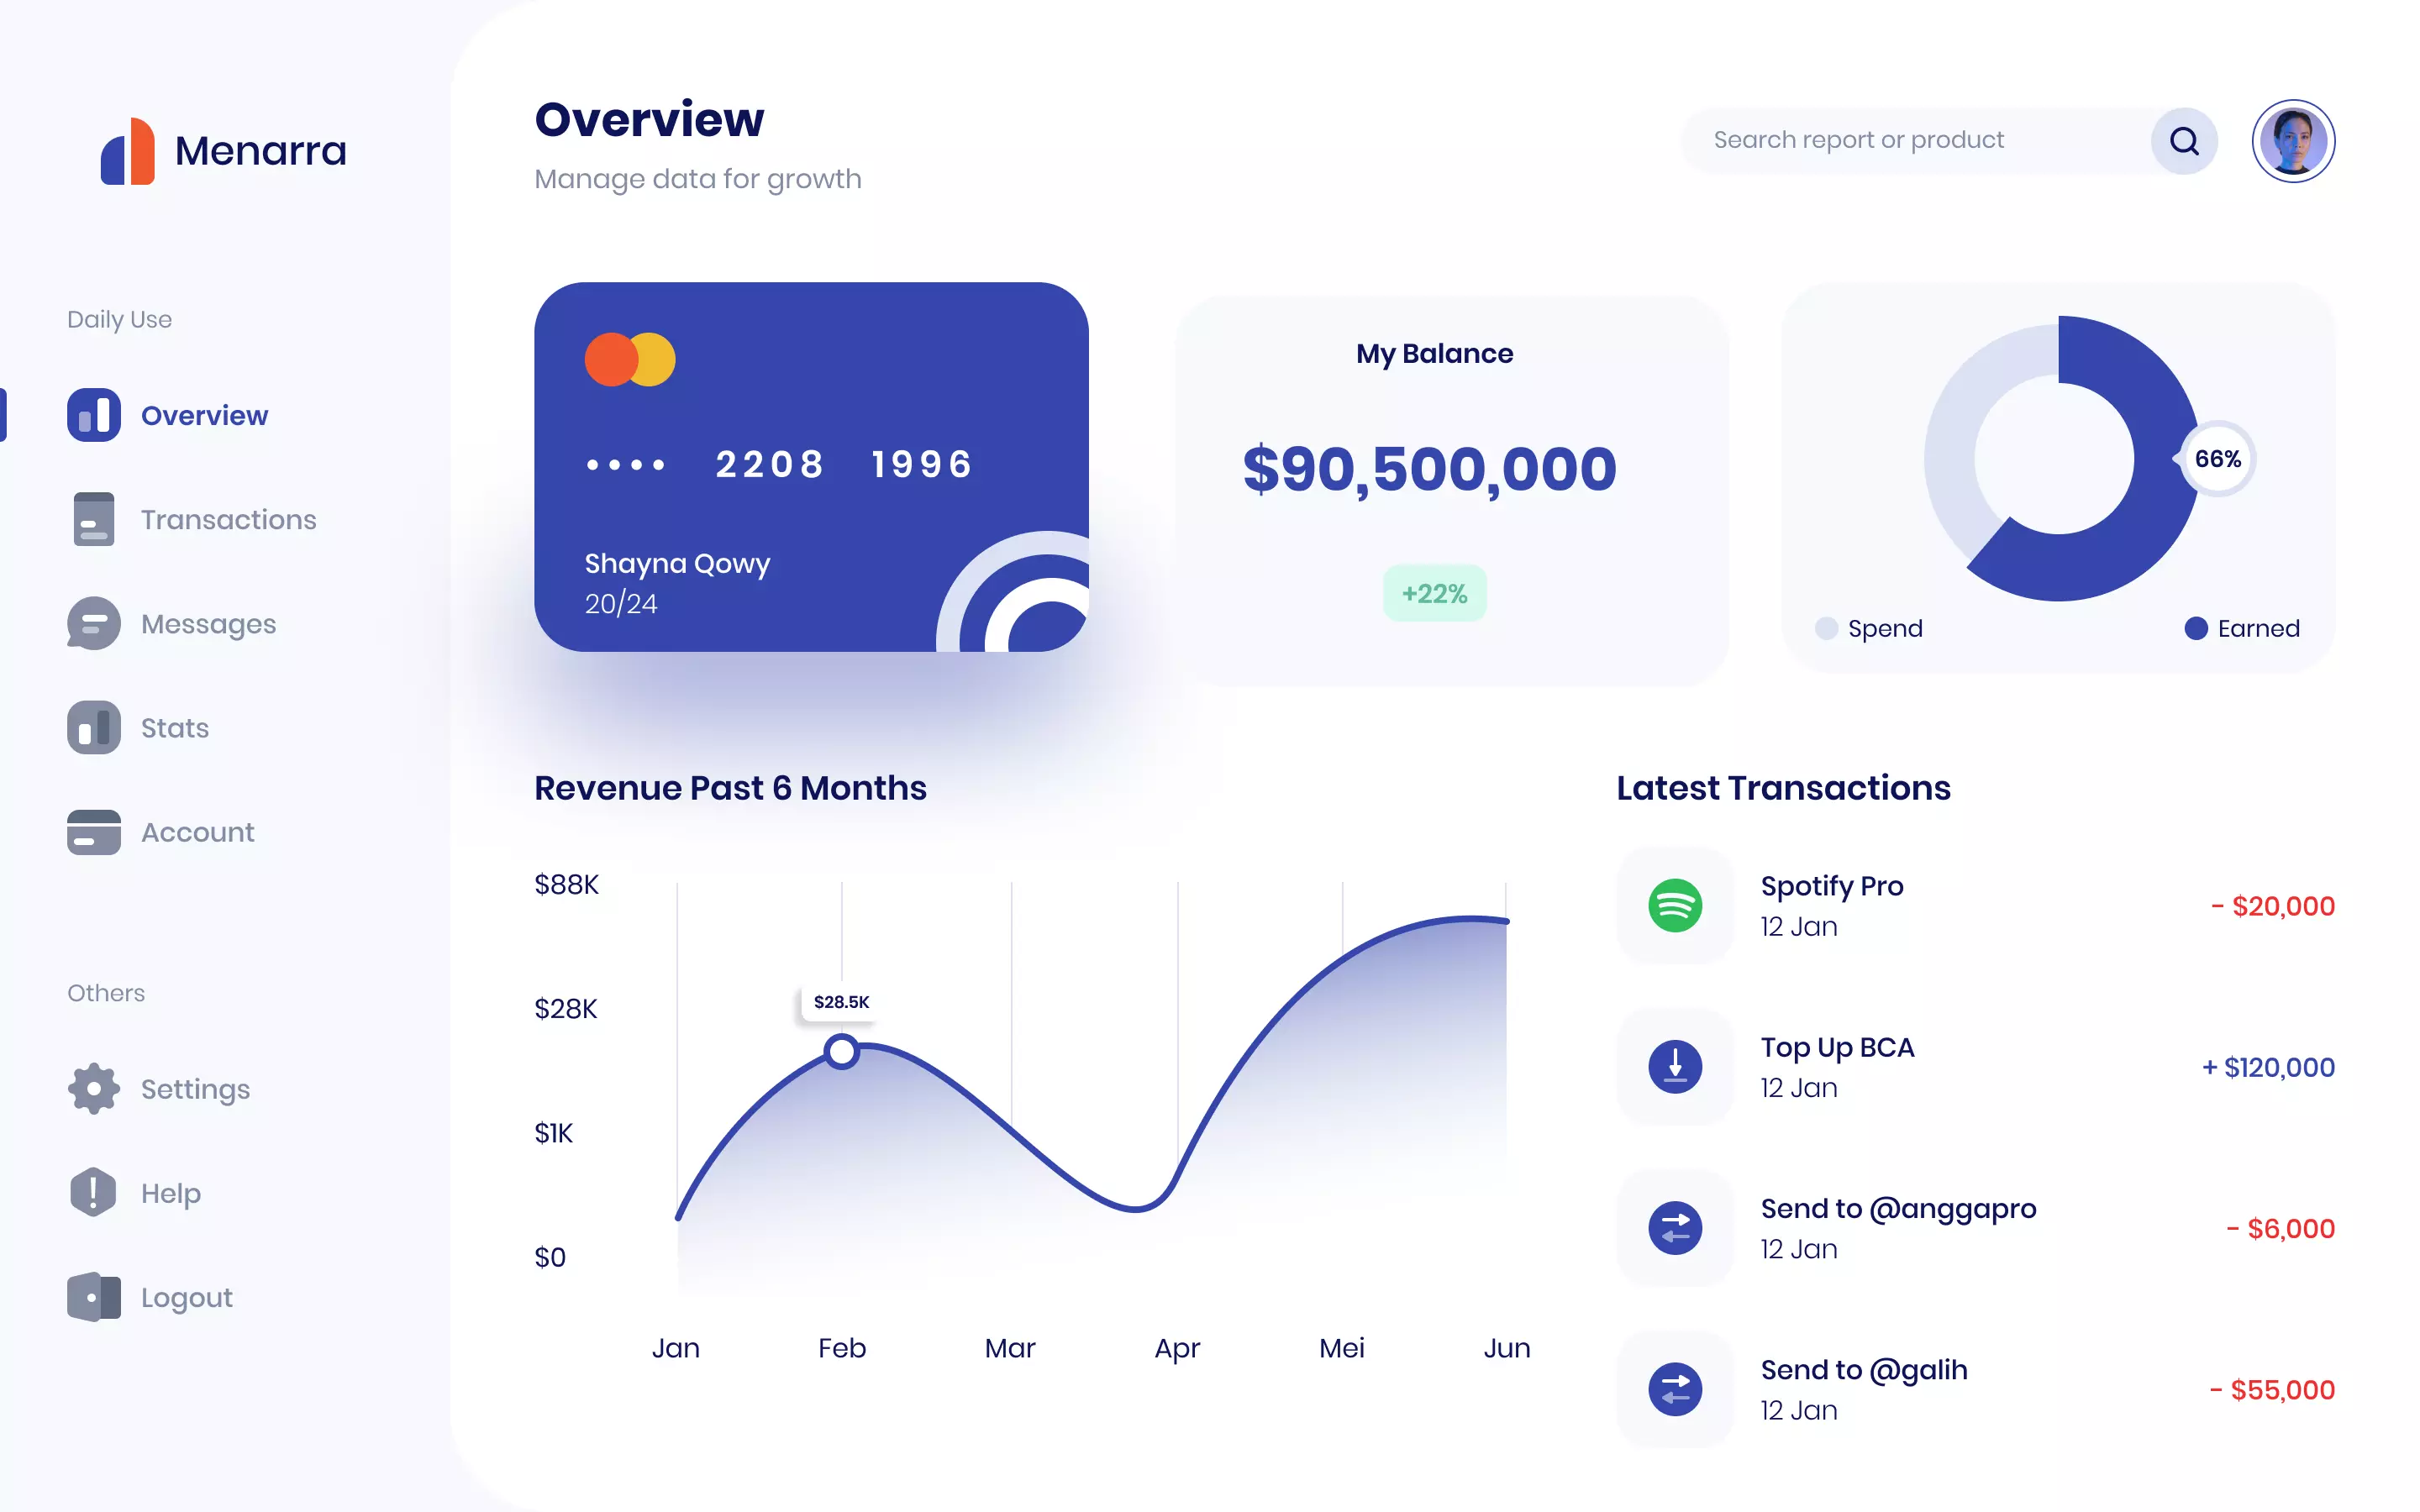 Menarra
Daily Use
Overview
Transactions
Messages
Stats
Account
Others
Settings
Help
Logout
Overview
Manage data for growth
Search report or product
•••• 2208 1996
Shayna Qowy
20/24
My Balance
$90,500,000
+22%
66%
Spend
Earned
Revenue Past 6 Months
$88K
$28K
$1K
$0
$28.5K
Jan Feb Mar Apr Mei Jun
Latest Transactions
Spotify Pro
12 Jan
- $20,000
Top Up BCA
12 Jan
+ $120,000
Send to @anggapro
12 Jan
- $6,000
Send to @galih
12 Jan
- $55,000